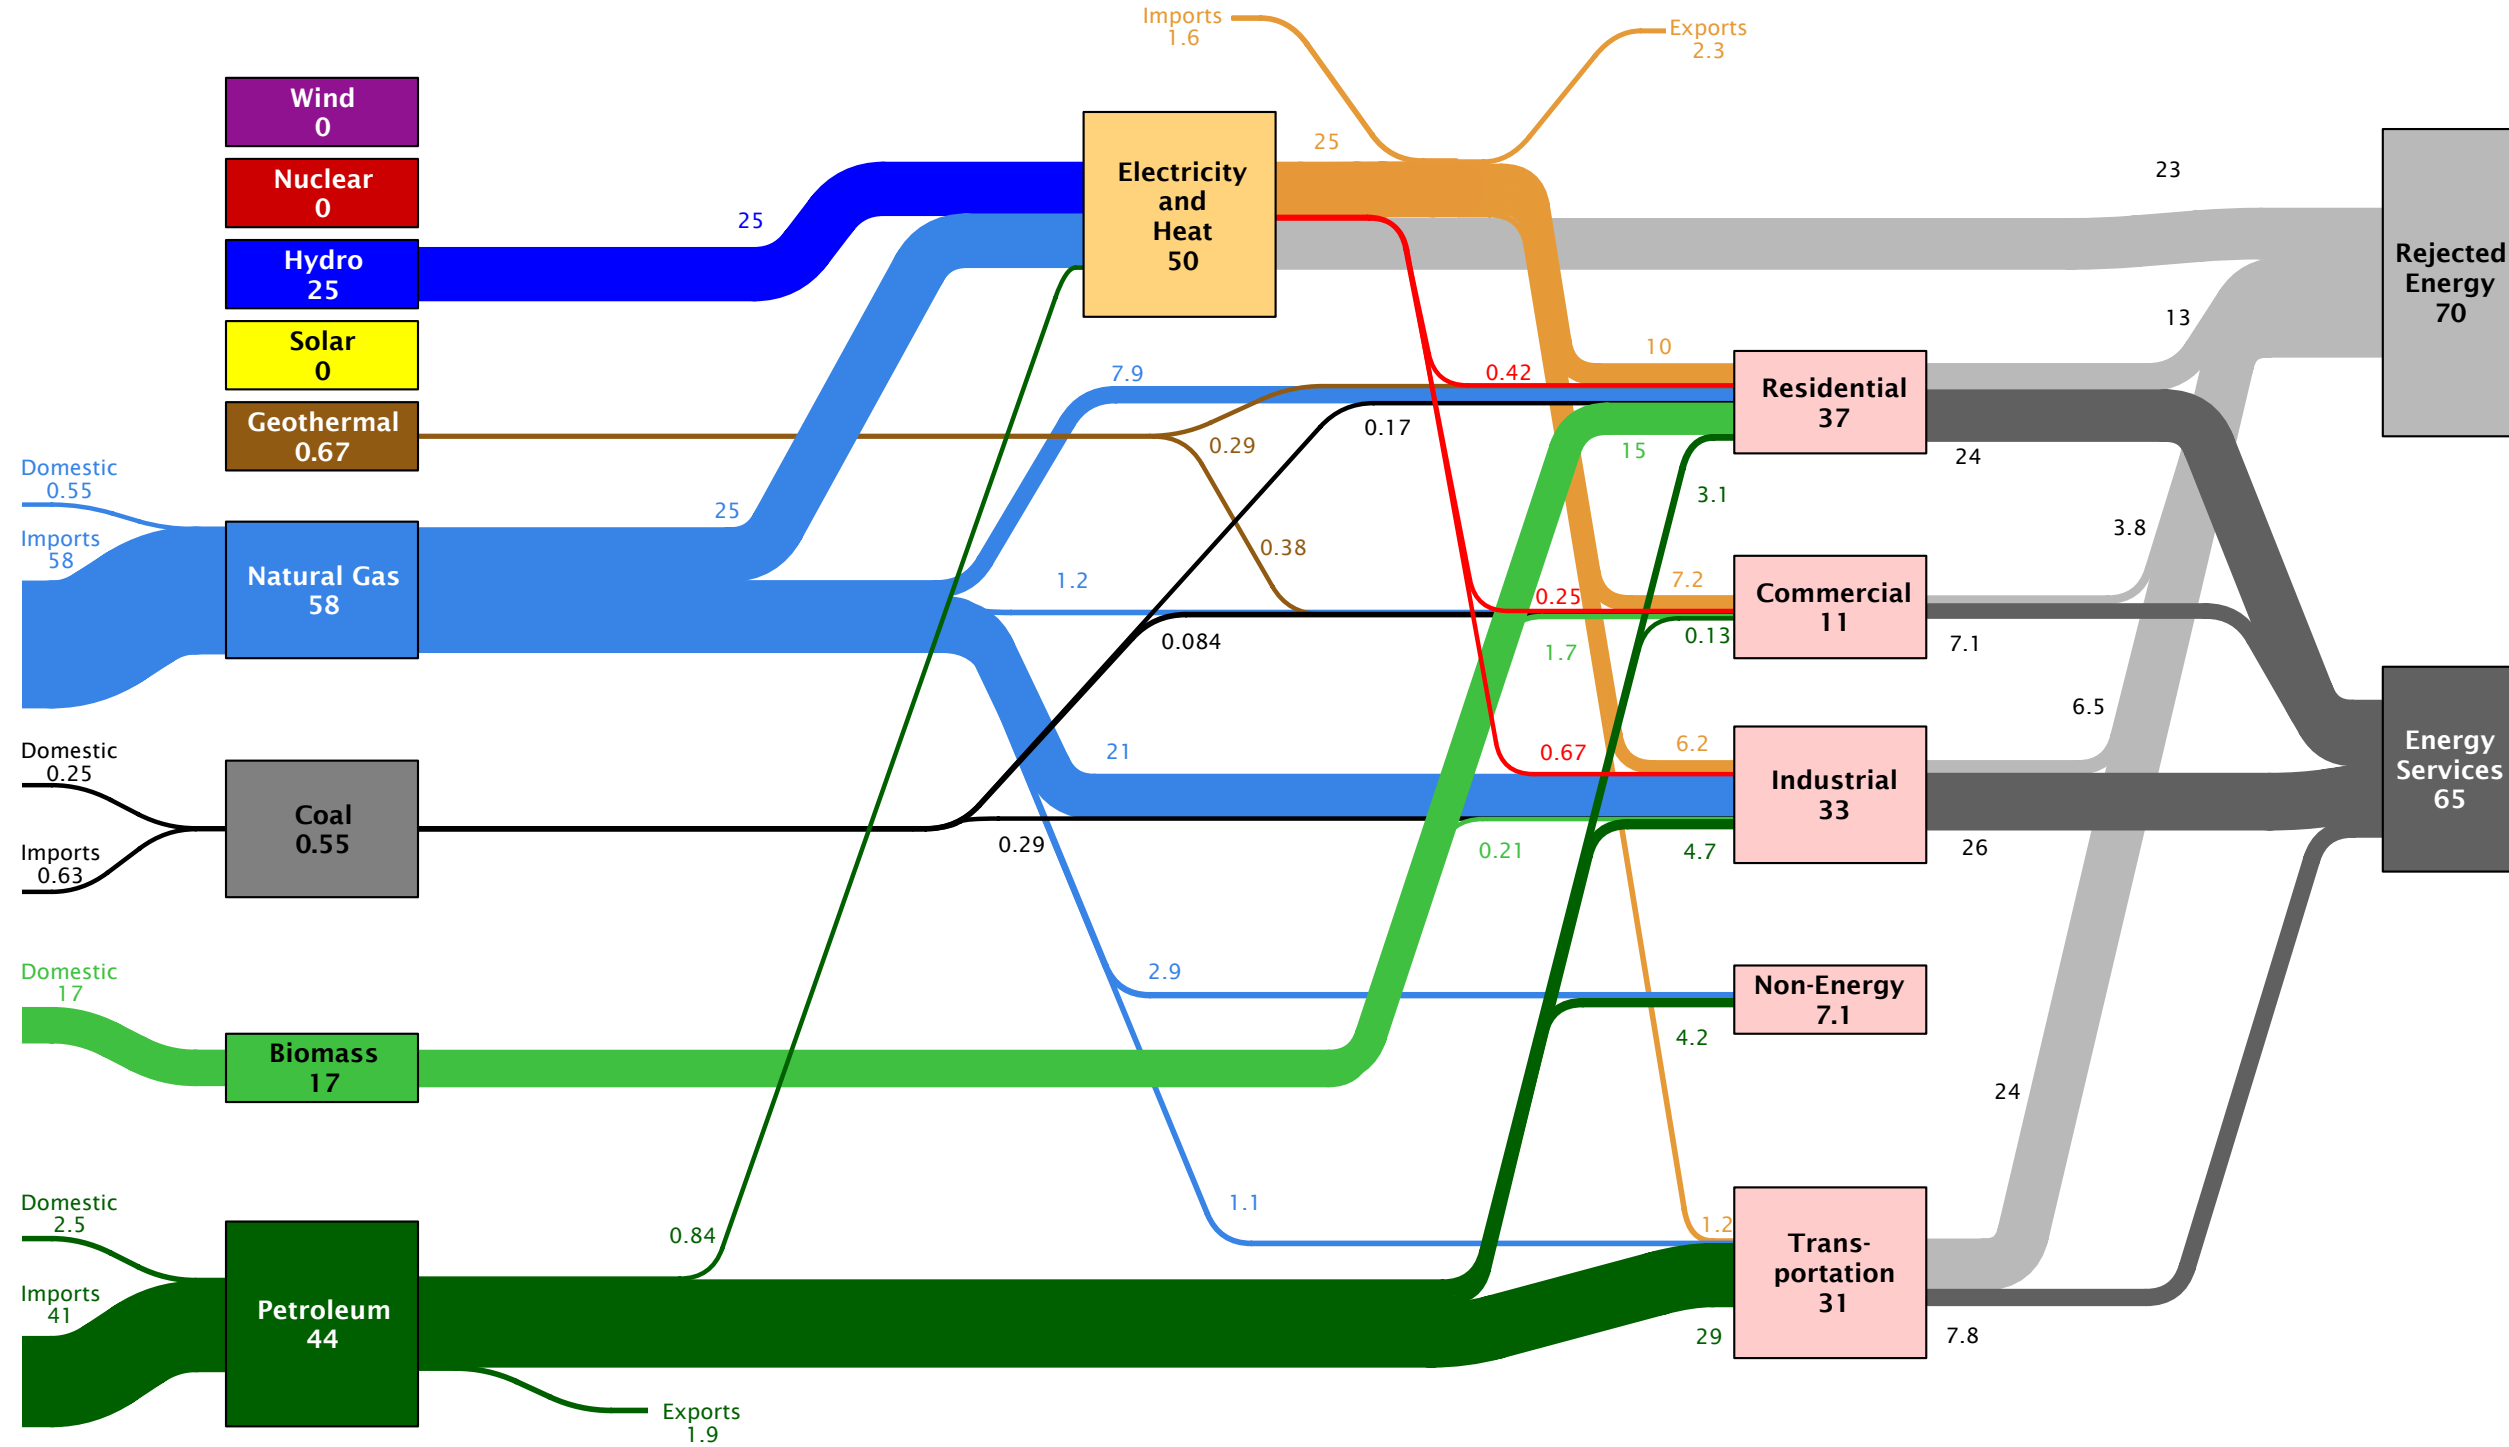 Imports
1.6
Exports
2.3
Wind
0
Nuclear
0
Hydro
25
Solar
0
Geothermal
0.67
Domestic
0.55
Imports
58
Natural Gas
58
Domestic
0.25
Imports
0.63
Coal
0.55
Domestic
17
Biomass
17
Domestic
2.5
Imports
41
Petroleum
44
Exports
1.9
25
25
0.84
Electricity
and
Heat
50
25
7.9
0.29
0.17
0.38
1.2
0.084
21
0.29
2.9
1.1
0.42
10
15
3.1
0.25
7.2
1.7
0.13
0.67
6.2
0.21
4.7
4.2
1.2
29
Residential
37
Commercial
11
Industrial
33
Non-Energy
7.1
Trans-
portation
31
23
13
24
3.8
7.1
6.5
26
24
7.8
Rejected
Energy
70
Energy
Services
65